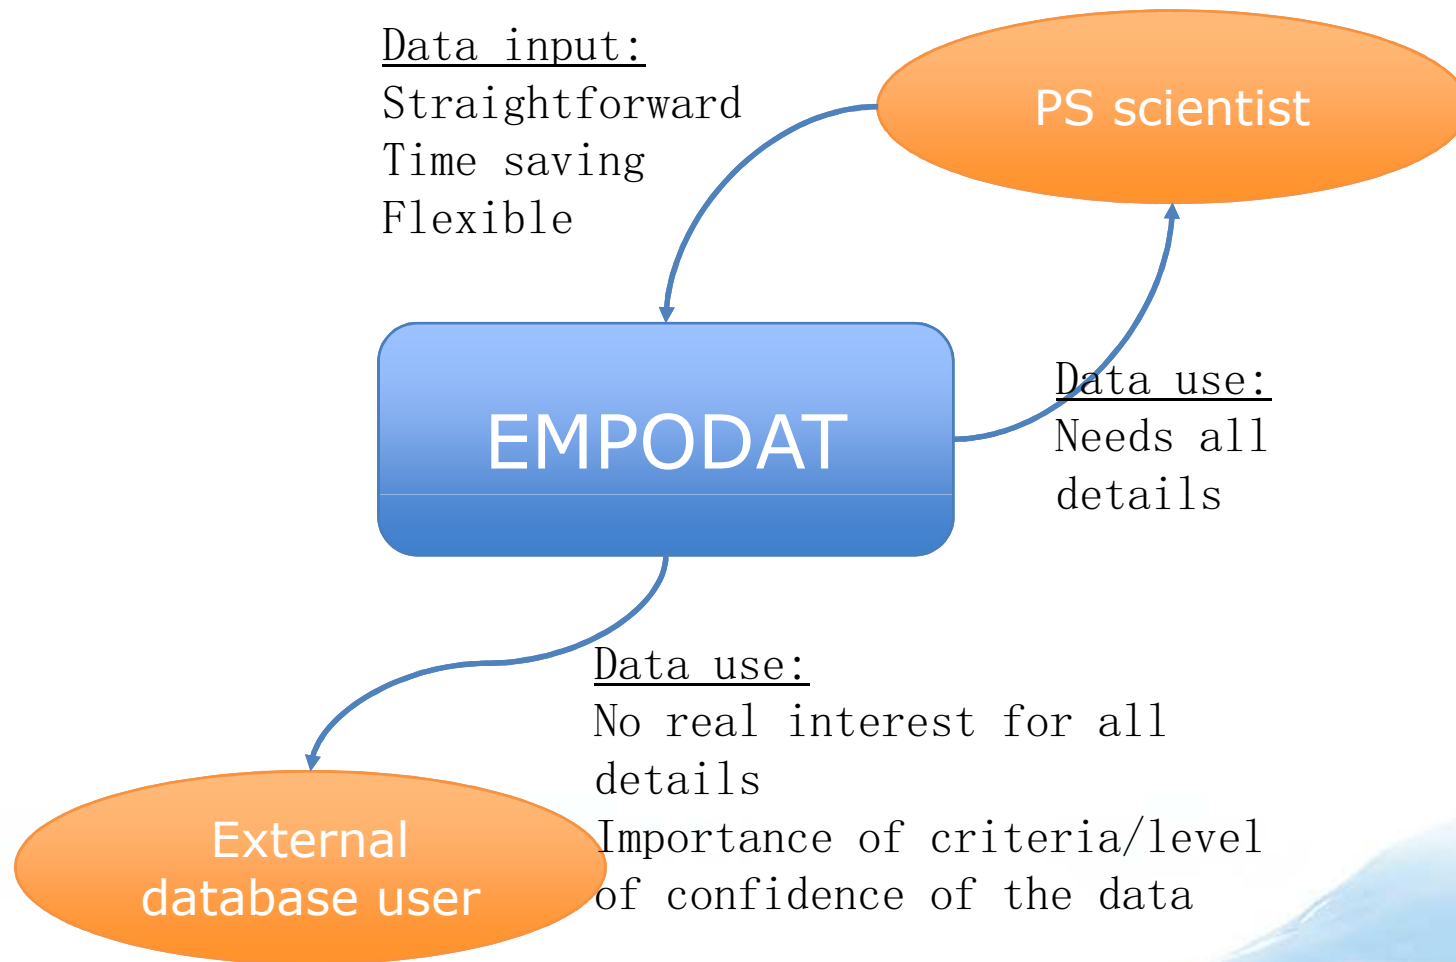 Data input:
Straightforward
Time saving
Flexible
PS scientist
EMPODAT
Data use:
Needs all
details
Data use:
No real interest for all
details
Importance of criteria/level
of confidence of the data
External
database user